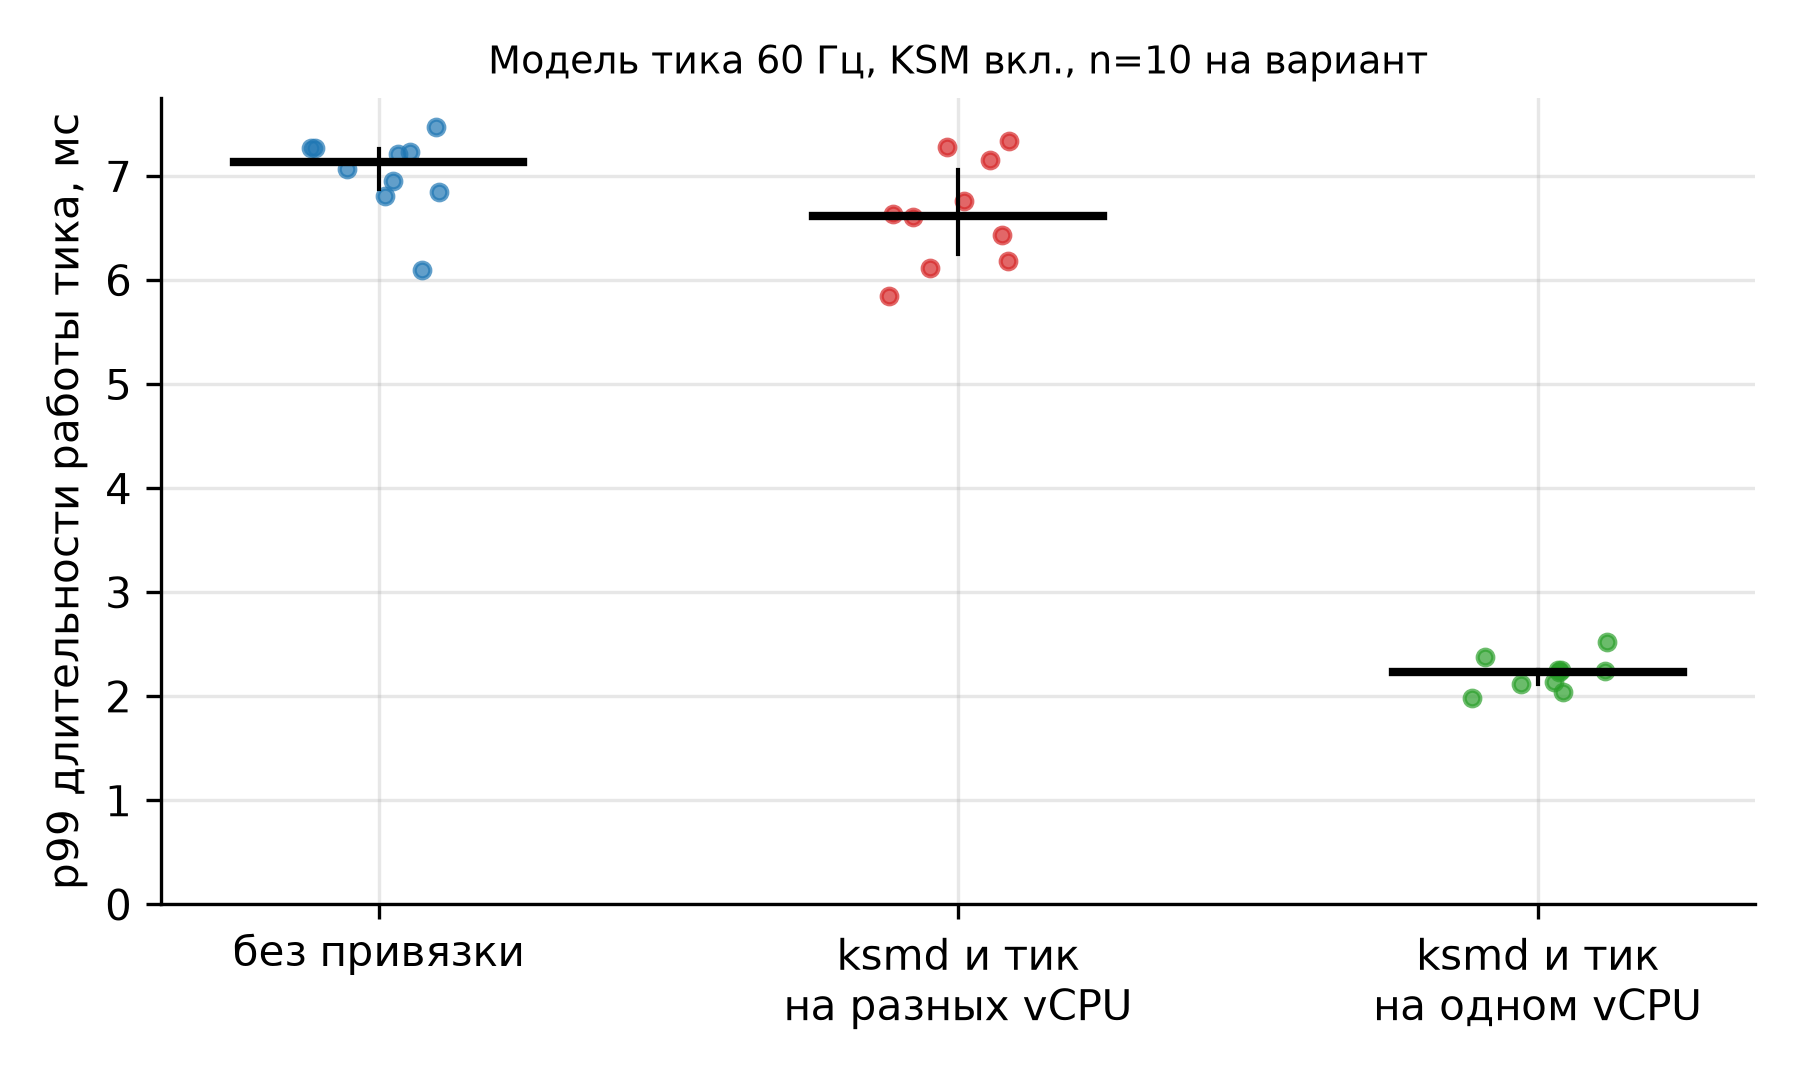 Модель тика 60 Гц, KSM вкл., n=10 на вариант
p99 длительности работы тика, мс
7
6
5
4
3
2
1
0
без привязки
ksmd и тик
на разных vCPU
ksmd и тик
на одном vCPU